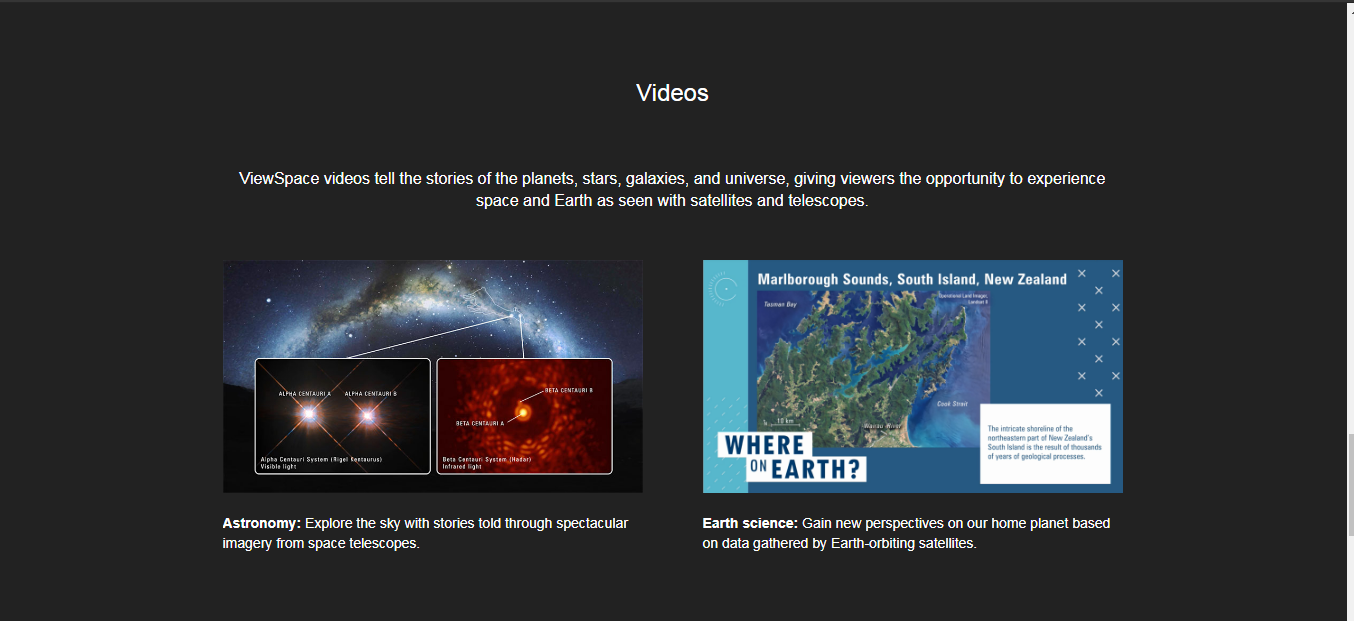 Videos
ViewSpace videos tell the stories of the planets, stars, galaxies, and universe, giving viewers the opportunity to experience
space and Earth as seen with satellites and telescopes.
ALPHA CENTAURI A
ALPHA CENTAURI B
Alpha Centauri System (Rigel Kentaurus)
Visible light
BETA CENTAURI B
BETA CENTAURI A
Beta Centauri System (Hadar)
Infrared light
Marlborough Sounds, South Island, New Zealand
Operational Land Imager,
Landsat 8
Tasman Bay
Cook Strait
Wairau River
10 km
The intricate shoreline of the
northeastern part of New Zealand's
South Island is the result of thousands
of years of geological processes.
WHERE
ON EARTH?
Astronomy: Explore the sky with stories told through spectacular
imagery from space telescopes.
Earth science: Gain new perspectives on our home planet based
on data gathered by Earth-orbiting satellites.